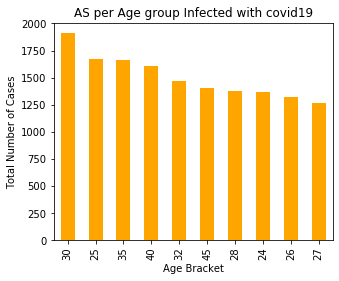 AS per Age group Infected with covid19
Total Number of Cases
2000
1750
1500
1250
1000
750
500
250
0
30 25 35 40 32 45 28 24 26 27
Age Bracket